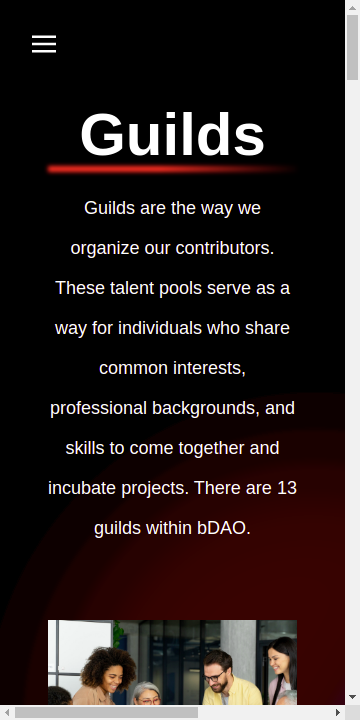 Guilds
Guilds are the way we
organize our contributors.
These talent pools serve as a
way for individuals who share
common interests,
professional backgrounds, and
skills to come together and
incubate projects. There are 13
guilds within bDAO.